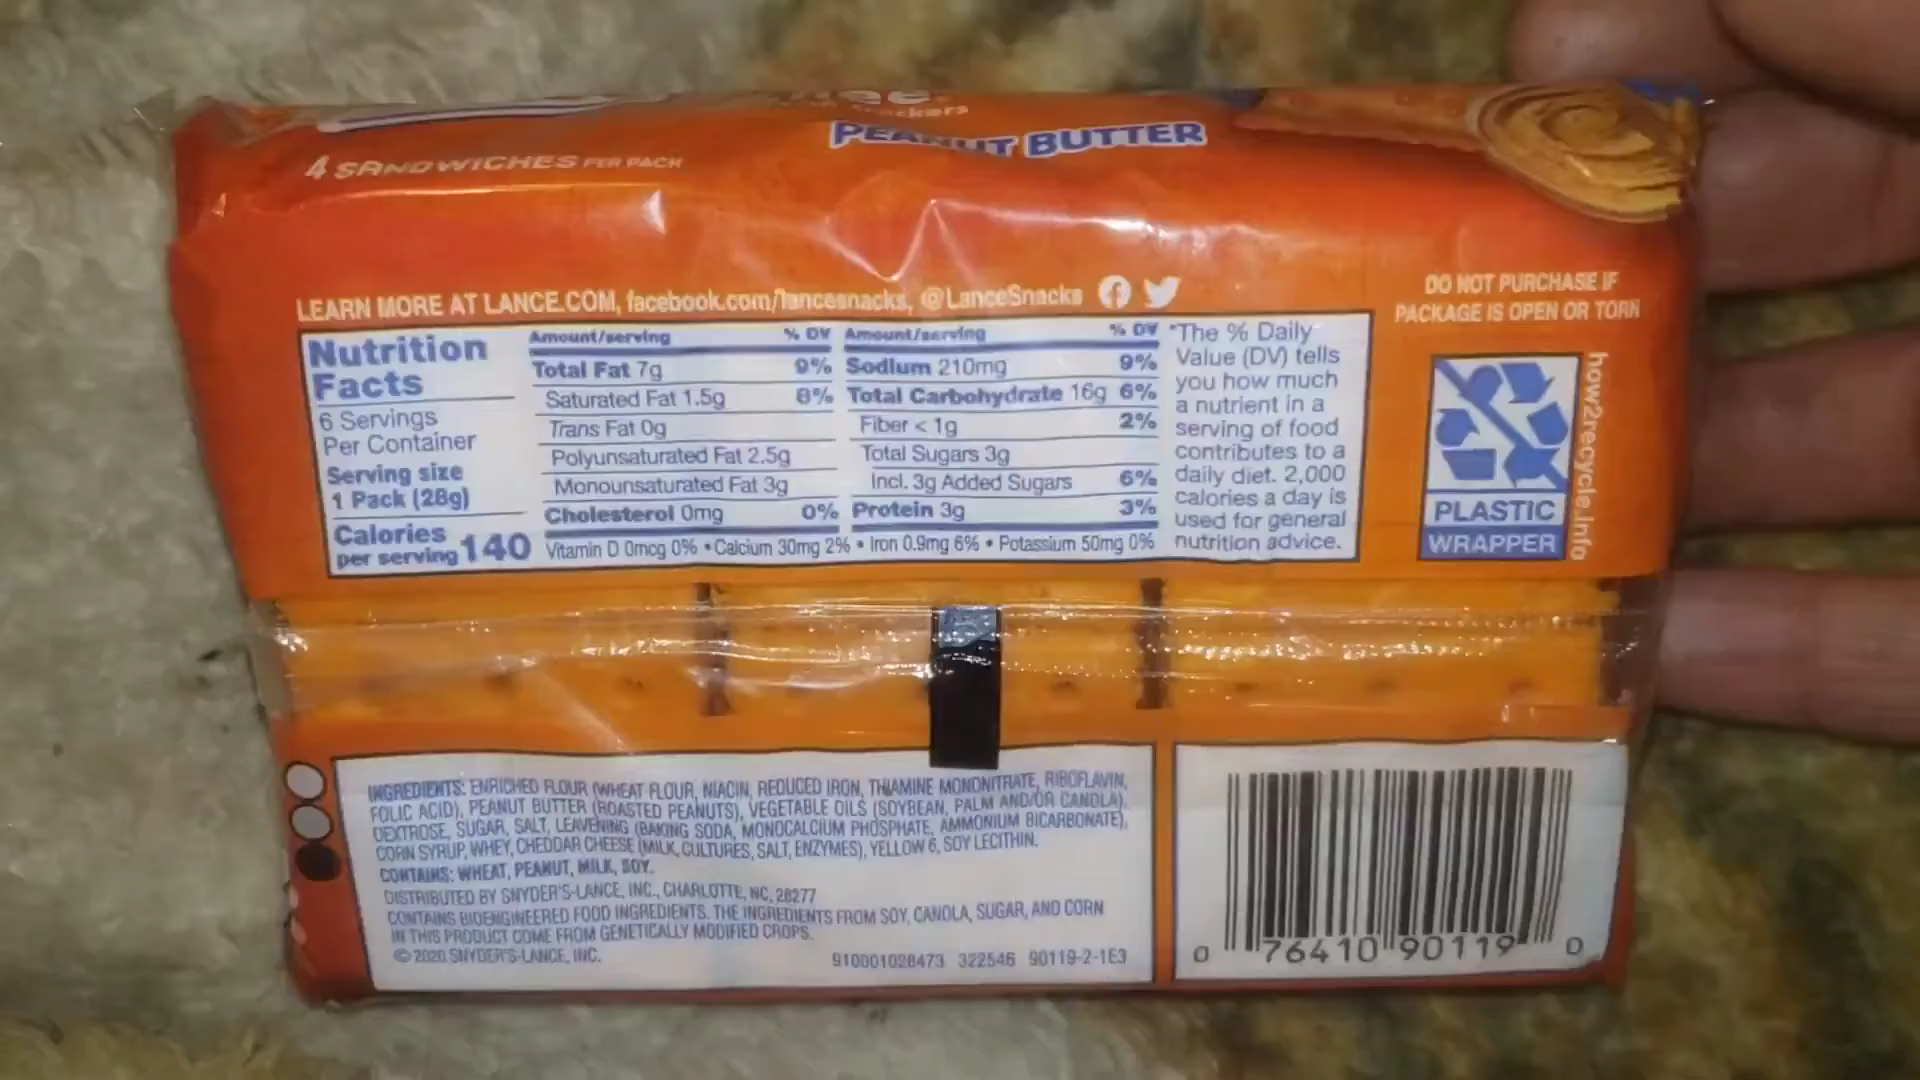 PEANUT BUTTER
4 SANDWICHES PER PACK
LEARN MORE AT LANCE.COM, facebook.com/lancesnacks, @LanceSnacks
DO NOT PURCHASE IF
PACKAGE IS OPEN OR TORN
Nutrition
Facts
6 Servings
Per Container
Serving size
1 Pack (28g)
Calories
per serving 140
Amount/serving % DV
Total Fat 7g 9%
Saturated Fat 1.5g 8%
Trans Fat 0g
Polyunsaturated Fat 2.5g
Monounsaturated Fat 3g
Cholesterol 0mg 0%
Amount/serving % DV
Sodium 210mg 9%
Total Carbohydrate 16g 6%
Fiber < 1g 2%
Total Sugars 3g
Incl. 3g Added Sugars 6%
Protein 3g 3%
Vitamin D 0mcg 0% • Calcium 30mg 2% • Iron 0.9mg 6% • Potassium 50mg 0%
*The % Daily
Value (DV) tells
you how much
a nutrient in a
serving of food
contributes to a
daily diet. 2,000
calories a day is
used for general
nutrition advice.
PLASTIC
WRAPPER
how2recycle.info
INGREDIENTS: ENRICHED FLOUR (WHEAT FLOUR, NIACIN, REDUCED IRON, THIAMINE MONONITRATE, RIBOFLAVIN,
FOLIC ACID), PEANUT BUTTER (ROASTED PEANUTS), VEGETABLE OILS (SOYBEAN, PALM AND/OR CANOLA),
DEXTROSE, SUGAR, SALT, LEAVENING (BAKING SODA, MONOCALCIUM PHOSPHATE, AMMONIUM BICARBONATE),
CORN SYRUP, WHEY, CHEDDAR CHEESE (MILK, CULTURES, SALT, ENZYMES), YELLOW 6, SOY LECITHIN.
CONTAINS: WHEAT, PEANUT, MILK, SOY.
DISTRIBUTED BY SNYDER'S-LANCE, INC., CHARLOTTE, NC, 28277
CONTAINS BIOENGINEERED FOOD INGREDIENTS. THE INGREDIENTS FROM SOY, CANOLA, SUGAR, AND CORN
IN THIS PRODUCT COME FROM GENETICALLY MODIFIED CROPS.
© 2020 SNYDER'S-LANCE, INC.
910001028473 322546 90119-2-1E3
0 76410 90119 0